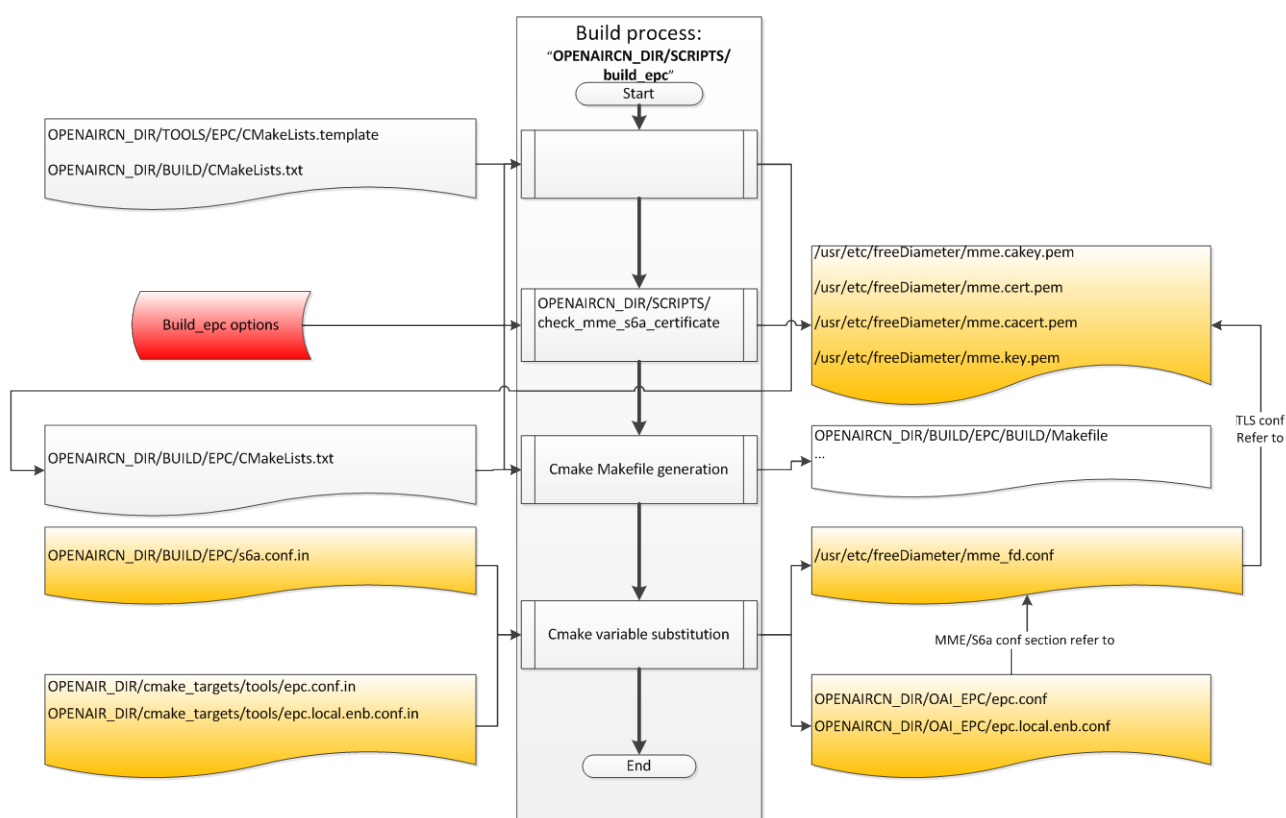 Build process:
“OPENAIRCN_DIR/SCRIPTS/
build_epc”
Start
OPENAIRCN_DIR/TOOLS/EPC/CMakeLists.template
OPENAIRCN_DIR/BUILD/CMakeLists.txt
/usr/etc/freeDiameter/mme.cakey.pem
/usr/etc/freeDiameter/mme.cert.pem
/usr/etc/freeDiameter/mme.cacert.pem
/usr/etc/freeDiameter/mme.key.pem
Build_epc options
OPENAIRCN_DIR/SCRIPTS/
check_mme_s6a_certificate
TLS conf
Refer to
OPENAIRCN_DIR/BUILD/EPC/CMakeLists.txt
Cmake Makefile generation
OPENAIRCN_DIR/BUILD/EPC/BUILD/Makefile
...
OPENAIRCN_DIR/BUILD/EPC/s6a.conf.in
/usr/etc/freeDiameter/mme_fd.conf
Cmake variable substitution
MME/S6a conf section refer to
OPENAIR_DIR/cmake_targets/tools/epc.conf.in
OPENAIR_DIR/cmake_targets/tools/epc.local.enb.conf.in
OPENAIRCN_DIR/OAI_EPC/epc.conf
OPENAIRCN_DIR/OAI_EPC/epc.local.enb.conf
End